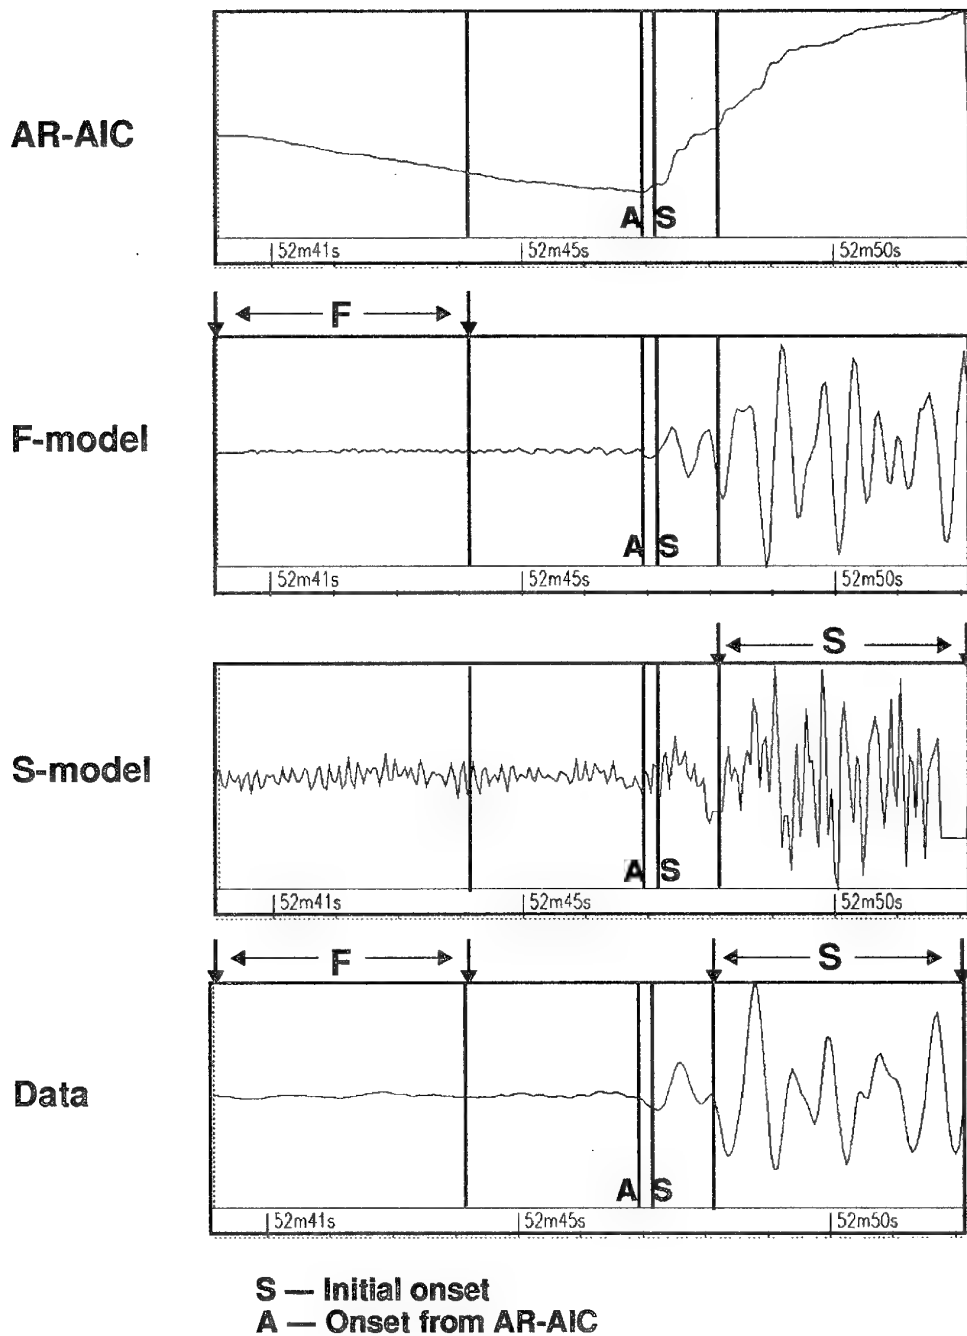 AR-AIC
A S
52m41s 52m45s 52m50s
F
F-model
A S
52m41s 52m45s 52m50s
S
S-model
A S
52m41s 52m45s 52m50s
F S
Data
A S
52m41s 52m45s 52m50s
S — Initial onset
A — Onset from AR-AIC